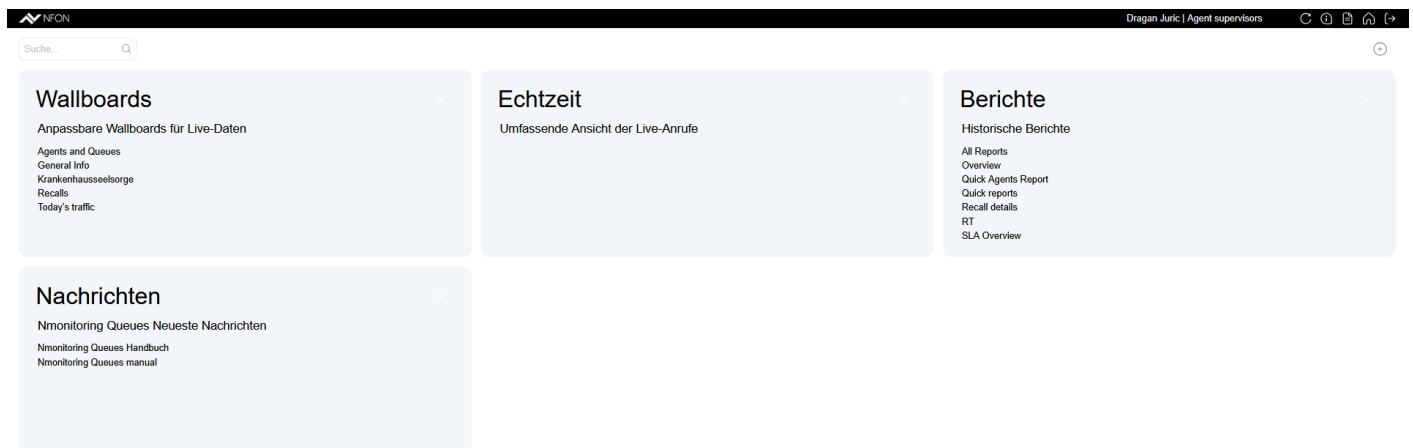 NFON
Dragan Juric | Agent supervisors
Suche...
Wallboards
Anpassbare Wallboards für Live-Daten
Agents and Queues
General Info
Krankenhausseelsorge
Recalls
Today's traffic
Echtzeit
Umfassende Ansicht der Live-Anrufe
Berichte
Historische Berichte
All Reports
Overview
Quick Agents Report
Quick reports
Recall details
RT
SLA Overview
Nachrichten
Nmonitoring Queues Neueste Nachrichten
Nmonitoring Queues Handbuch
Nmonitoring Queues manual